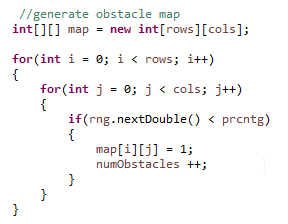 //generate obstacle map
int[][] map = new int[rows][cols];
for(int i = 0; i < rows; i++)
{
for(int j = 0; j < cols; j++)
{
if(rng.nextDouble() < prcntg)
{
map[i][j] = 1;
numObstacles ++;
}
}
}